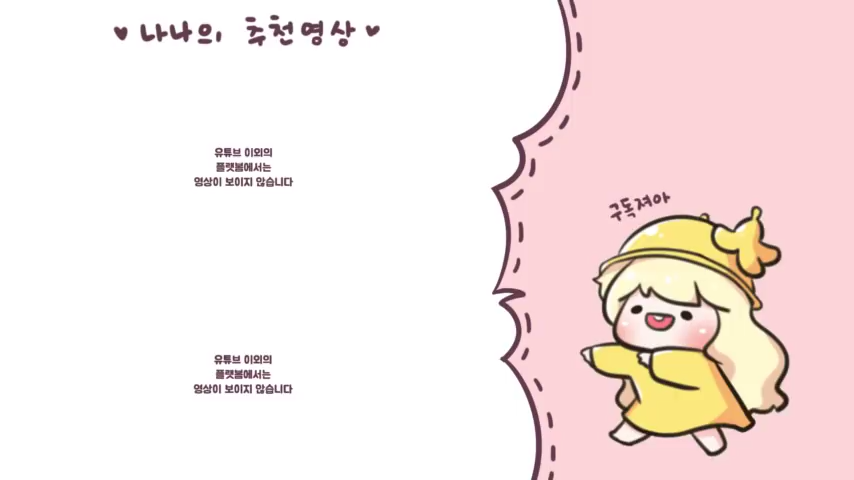 ♥ 나나의 추천영상 ♥
유튜브 이외의
플랫폼에서는
영상이 보이지 않습니다
구독져아
유튜브 이외의
플랫폼에서는
영상이 보이지 않습니다